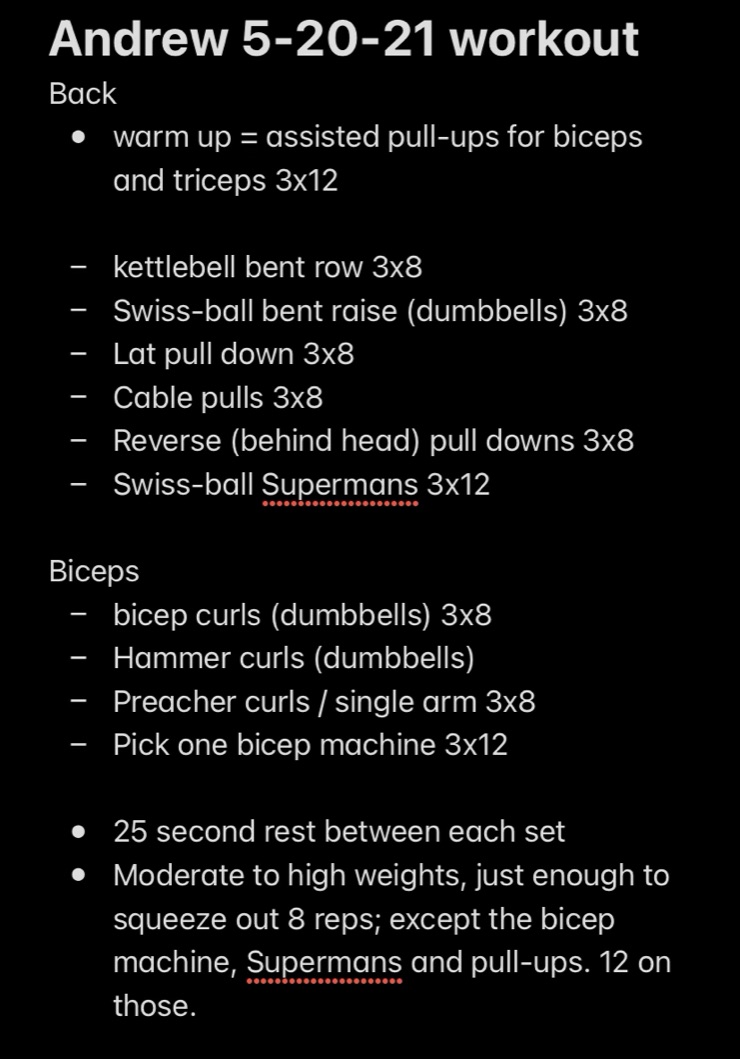 Andrew 5-20-21 workout
Back
• warm up = assisted pull-ups for biceps
and triceps 3x12
– kettlebell bent row 3x8
– Swiss-ball bent raise (dumbbells) 3x8
– Lat pull down 3x8
– Cable pulls 3x8
– Reverse (behind head) pull downs 3x8
– Swiss-ball Supermans 3x12
Biceps
– bicep curls (dumbbells) 3x8
– Hammer curls (dumbbells)
– Preacher curls / single arm 3x8
– Pick one bicep machine 3x12
• 25 second rest between each set
• Moderate to high weights, just enough to
squeeze out 8 reps; except the bicep
machine, Supermans and pull-ups. 12 on
those.